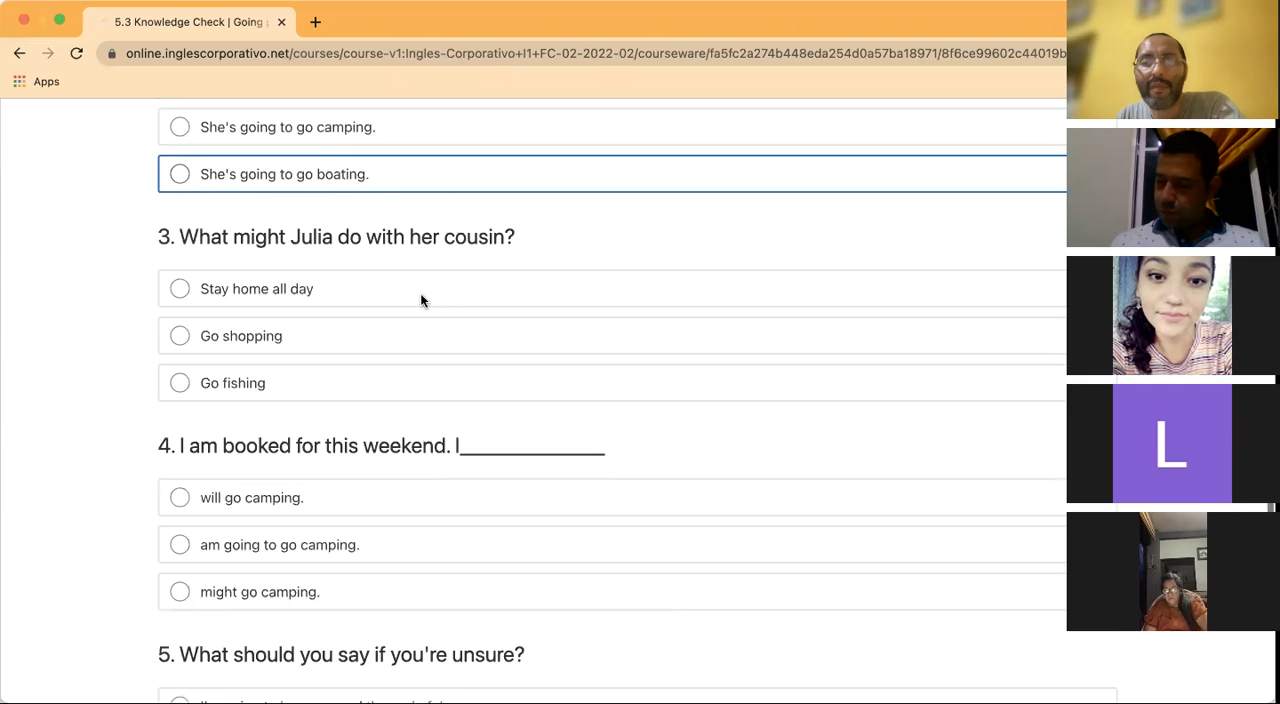 5.3 Knowledge Check | Going
online.inglescorporativo.net/courses/course-v1:Ingles-Corporativo+I1+FC-02-2022-02/courseware/fa5fc2a274b448eda254d0a57ba18971/8f6ce99602c44019b
Apps
She's going to go camping.
She's going to go boating.
3. What might Julia do with her cousin?
Stay home all day
Go shopping
Go fishing
4. I am booked for this weekend. I______________
will go camping.
am going to go camping.
might go camping.
5. What should you say if you're unsure?
L